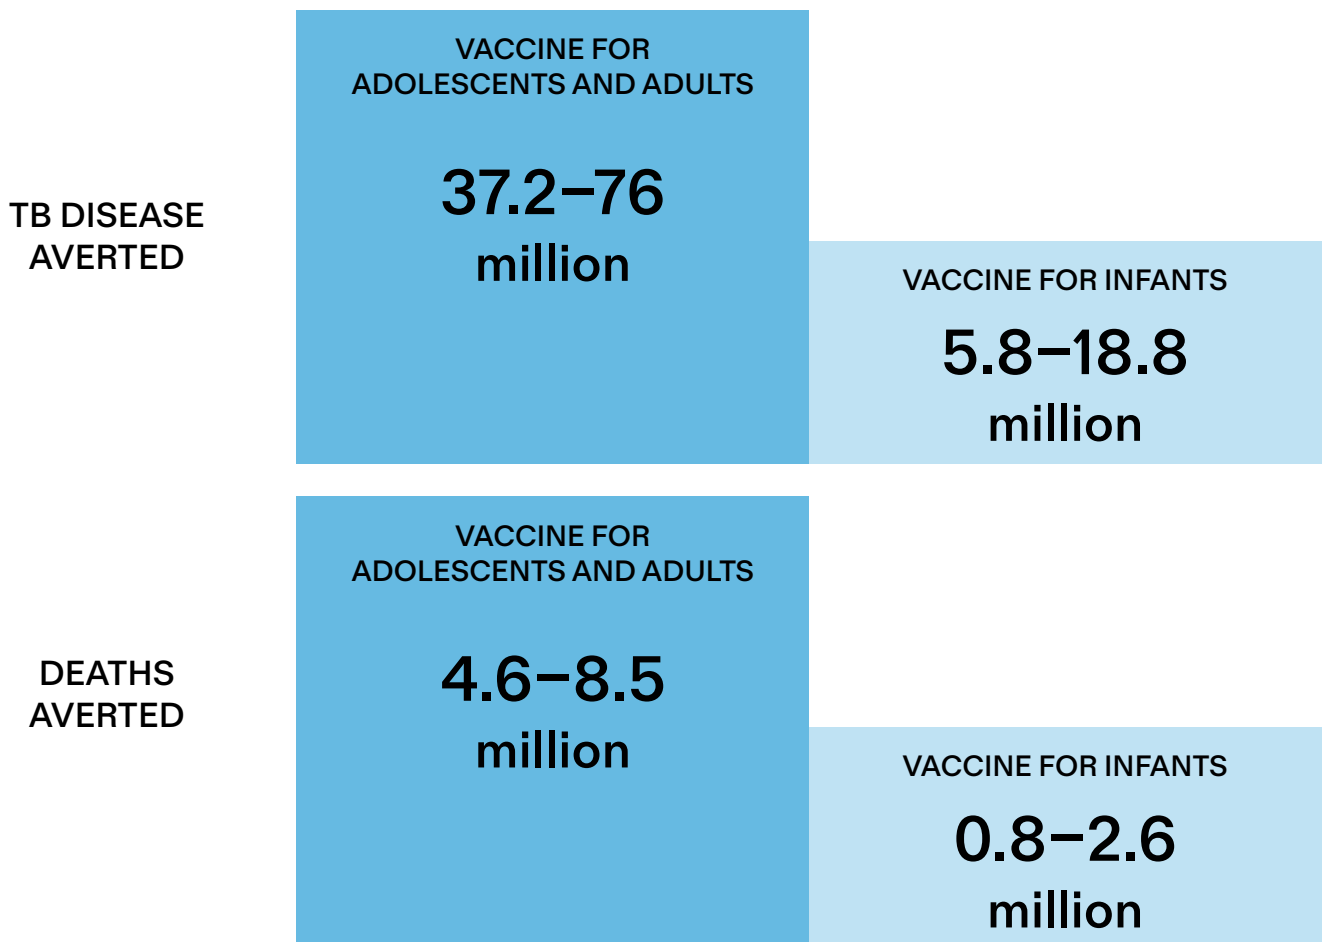 TB DISEASE
AVERTED
VACCINE FOR
ADOLESCENTS AND ADULTS
37.2–76
million
VACCINE FOR INFANTS
5.8–18.8
million
DEATHS
AVERTED
VACCINE FOR
ADOLESCENTS AND ADULTS
4.6–8.5
million
VACCINE FOR INFANTS
0.8–2.6
million